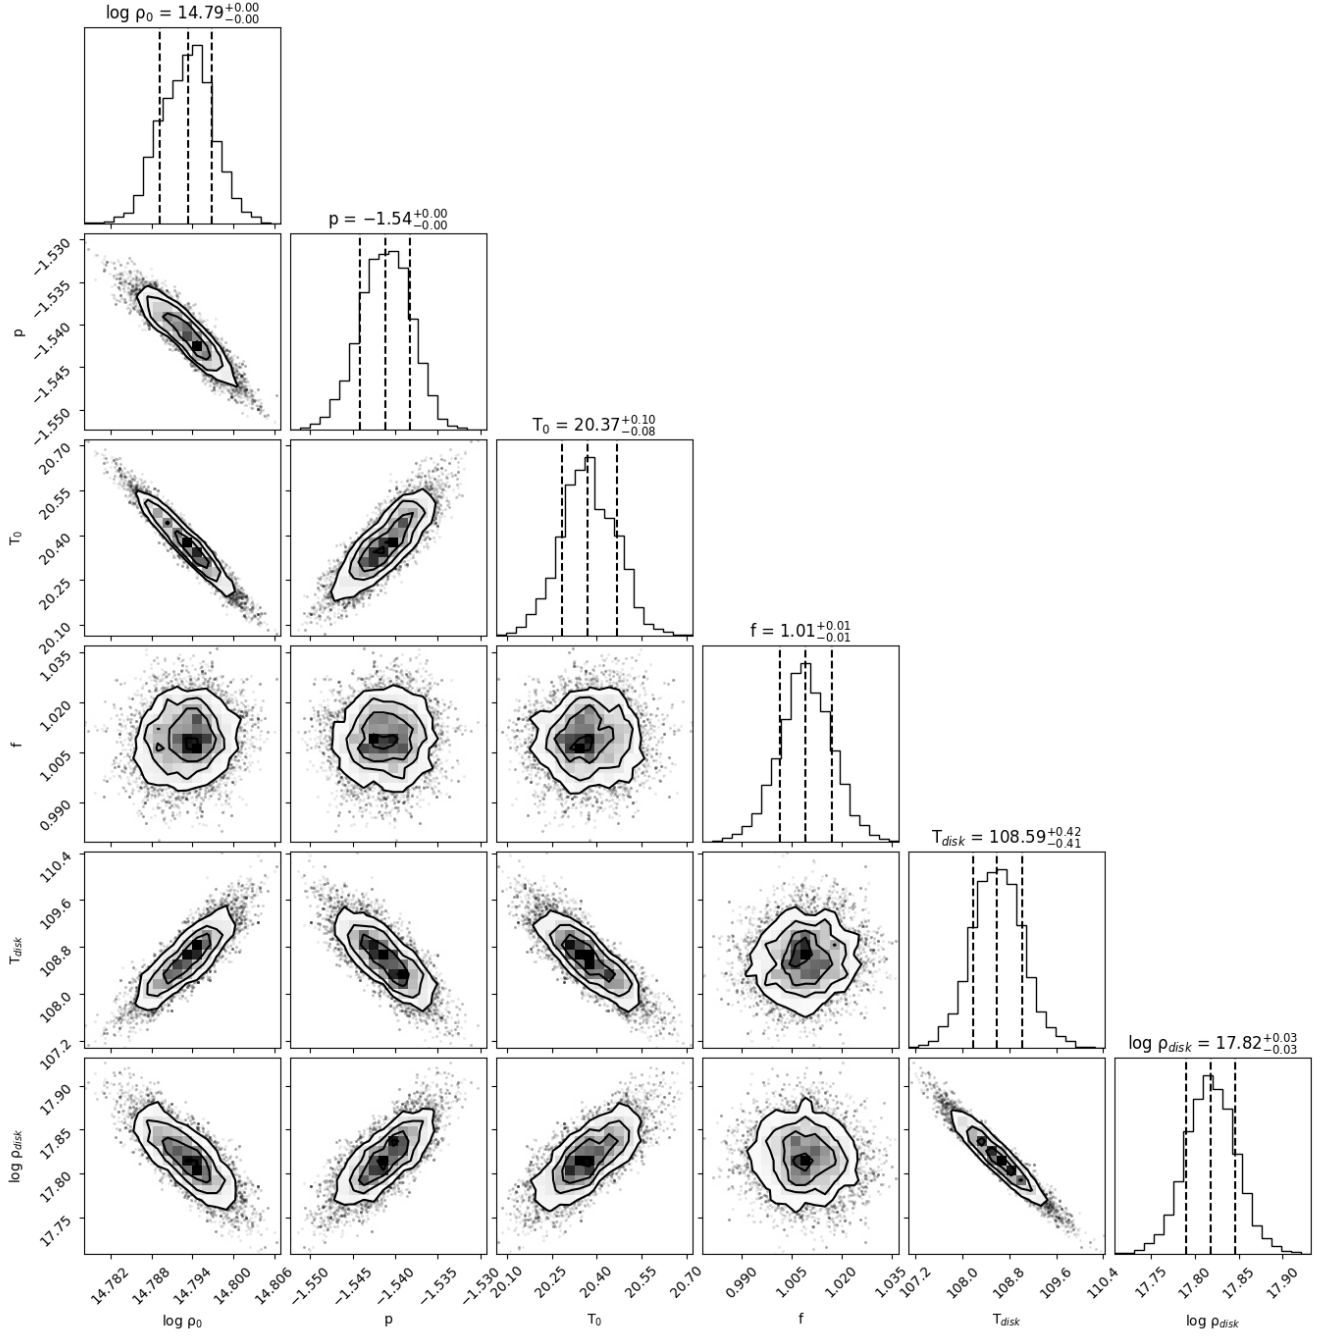 log ρ₀ = 14.79+0.00 −0.00
p = −1.54+0.00 −0.00
−1.530
−1.535
−1.540
−1.545
−1.550
p
T₀ = 20.37+0.10 −0.08
20.70
20.55
20.40
20.25
20.10
T₀
f = 1.01+0.01 −0.01
1.035
1.020
1.005
0.990
f
Tdisk = 108.59+0.42 −0.41
110.4
109.6
108.8
108.0
107.2
Tdisk
log ρdisk = 17.82+0.03 −0.03
17.90
17.85
17.80
17.75
log ρdisk
14.782 14.788 14.794 14.800 14.806
−1.550 −1.545 −1.540 −1.535 −1.530
20.10 20.25 20.40 20.55 20.70
0.990 1.005 1.020 1.035
107.2 108.0 108.8 109.6 110.4
17.75 17.80 17.85 17.90
log ρ₀ p T₀ f Tdisk log ρdisk